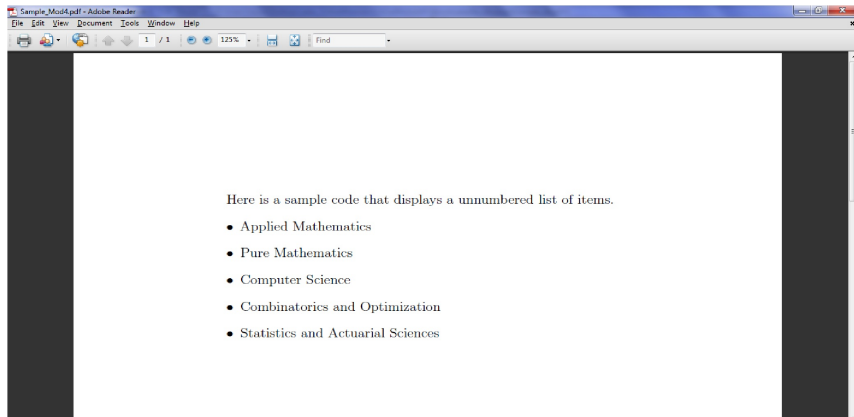 Sample_Mod4.pdf - Adobe Reader
File Edit View Document Tools Window Help
1 / 1 125% Find
Here is a sample code that displays a unnumbered list of items.
• Applied Mathematics
• Pure Mathematics
• Computer Science
• Combinatorics and Optimization
• Statistics and Actuarial Sciences